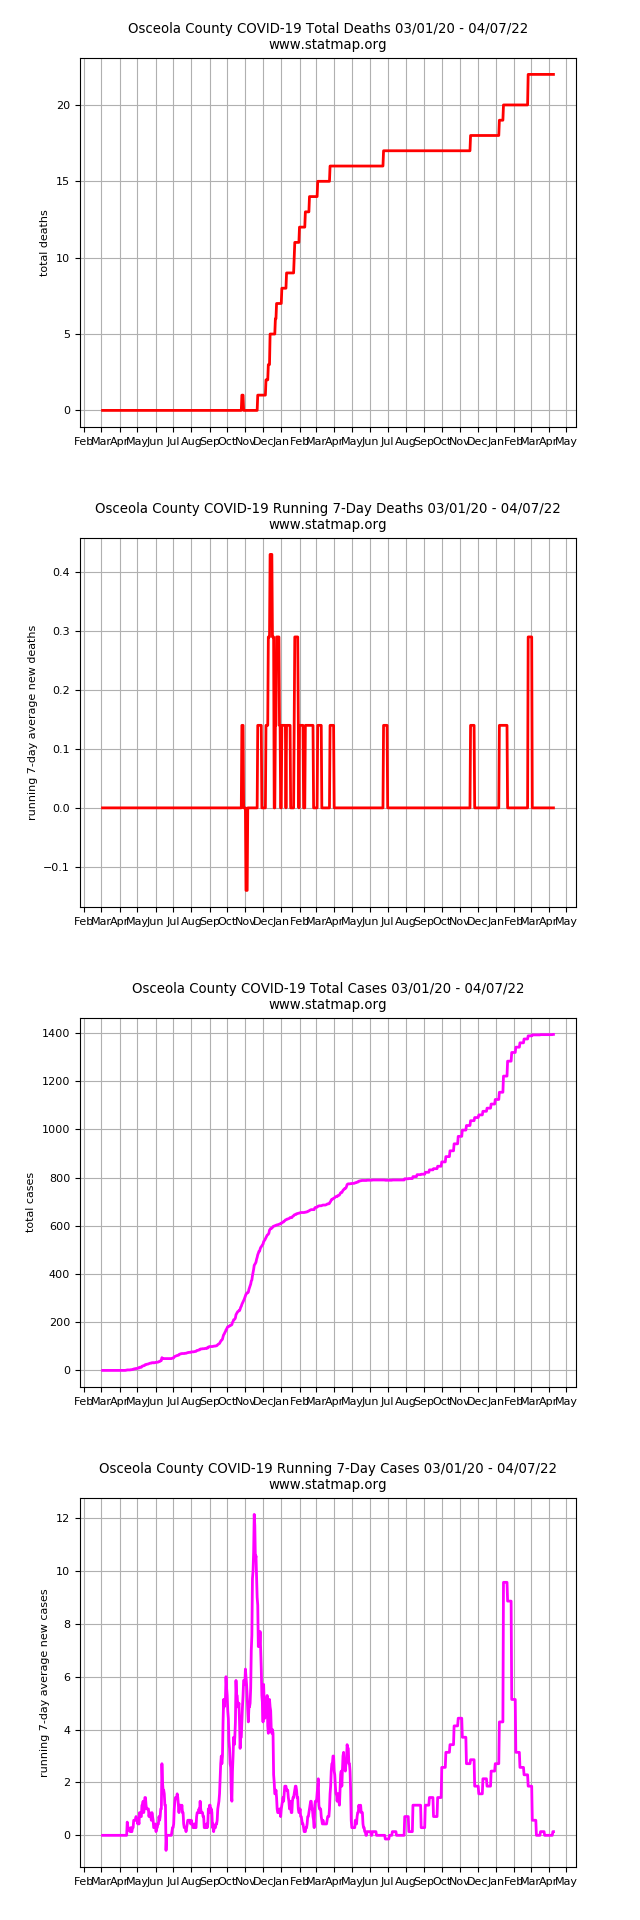 Osceola County COVID-19 Total Deaths 03/01/20 - 04/07/22
www.statmap.org
20
15
10
5
0
total deaths
Feb Mar Apr May Jun Jul Aug Sep Oct Nov Dec Jan Feb Mar Apr May Jun Jul Aug Sep Oct Nov Dec Jan Feb Mar Apr May
Osceola County COVID-19 Running 7-Day Deaths 03/01/20 - 04/07/22
www.statmap.org
0.4
0.3
0.2
0.1
0.0
−0.1
running 7-day average new deaths
Feb Mar Apr May Jun Jul Aug Sep Oct Nov Dec Jan Feb Mar Apr May Jun Jul Aug Sep Oct Nov Dec Jan Feb Mar Apr May
Osceola County COVID-19 Total Cases 03/01/20 - 04/07/22
www.statmap.org
1400
1200
1000
800
600
400
200
0
total cases
Feb Mar Apr May Jun Jul Aug Sep Oct Nov Dec Jan Feb Mar Apr May Jun Jul Aug Sep Oct Nov Dec Jan Feb Mar Apr May
Osceola County COVID-19 Running 7-Day Cases 03/01/20 - 04/07/22
www.statmap.org
12
10
8
6
4
2
0
running 7-day average new cases
Feb Mar Apr May Jun Jul Aug Sep Oct Nov Dec Jan Feb Mar Apr May Jun Jul Aug Sep Oct Nov Dec Jan Feb Mar Apr May